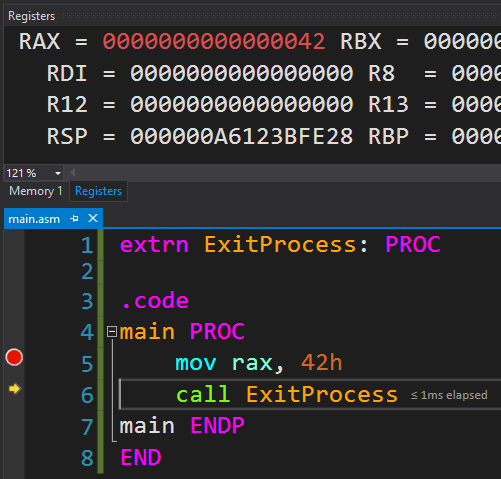 Registers
RAX = 0000000000000042 RBX = 000000
RDI = 0000000000000000 R8  = 0000
R12 = 0000000000000000 R13 = 0000
RSP = 000000A6123BFE28 RBP = 0000
121 %
Memory 1 Registers
main.asm
1 extrn ExitProcess: PROC
2
3 .code
4 main PROC
5 mov rax, 42h
6 call ExitProcess ≤ 1ms elapsed
7 main ENDP
8 END